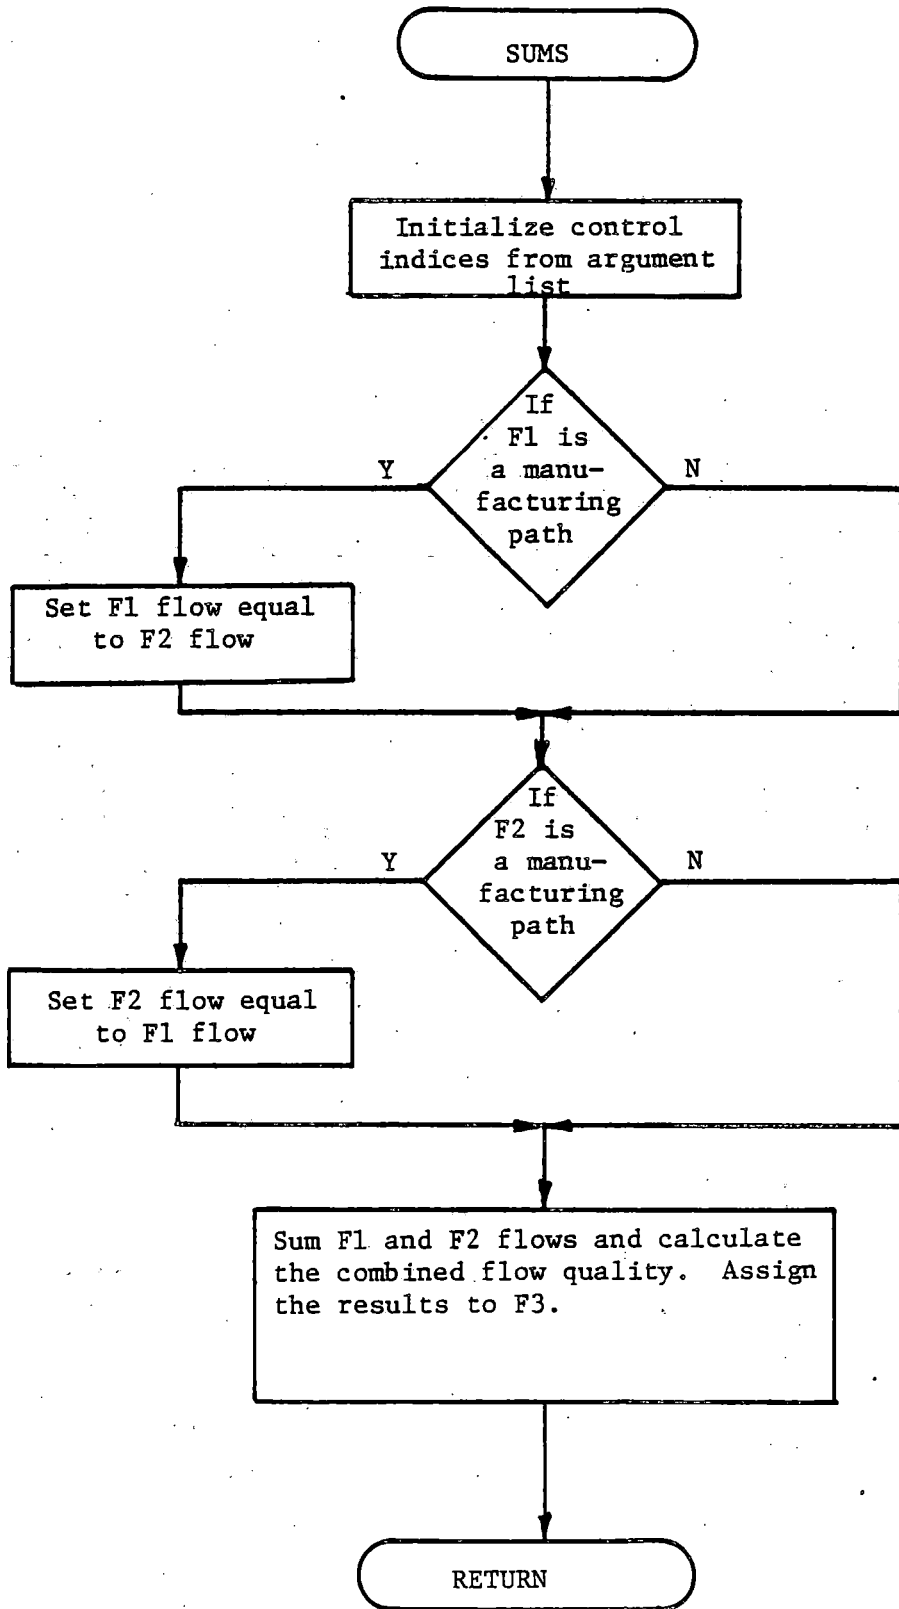 SUMS
Initialize control
indices from argument
list
If
F1 is
a manu-
facturing
path
Y
N
Set F1 flow equal
to F2 flow
If
F2 is
a manu-
facturing
path
Y
N
Set F2 flow equal
to F1 flow
Sum F1 and F2 flows and calculate
the combined flow quality. Assign
the results to F3.
RETURN